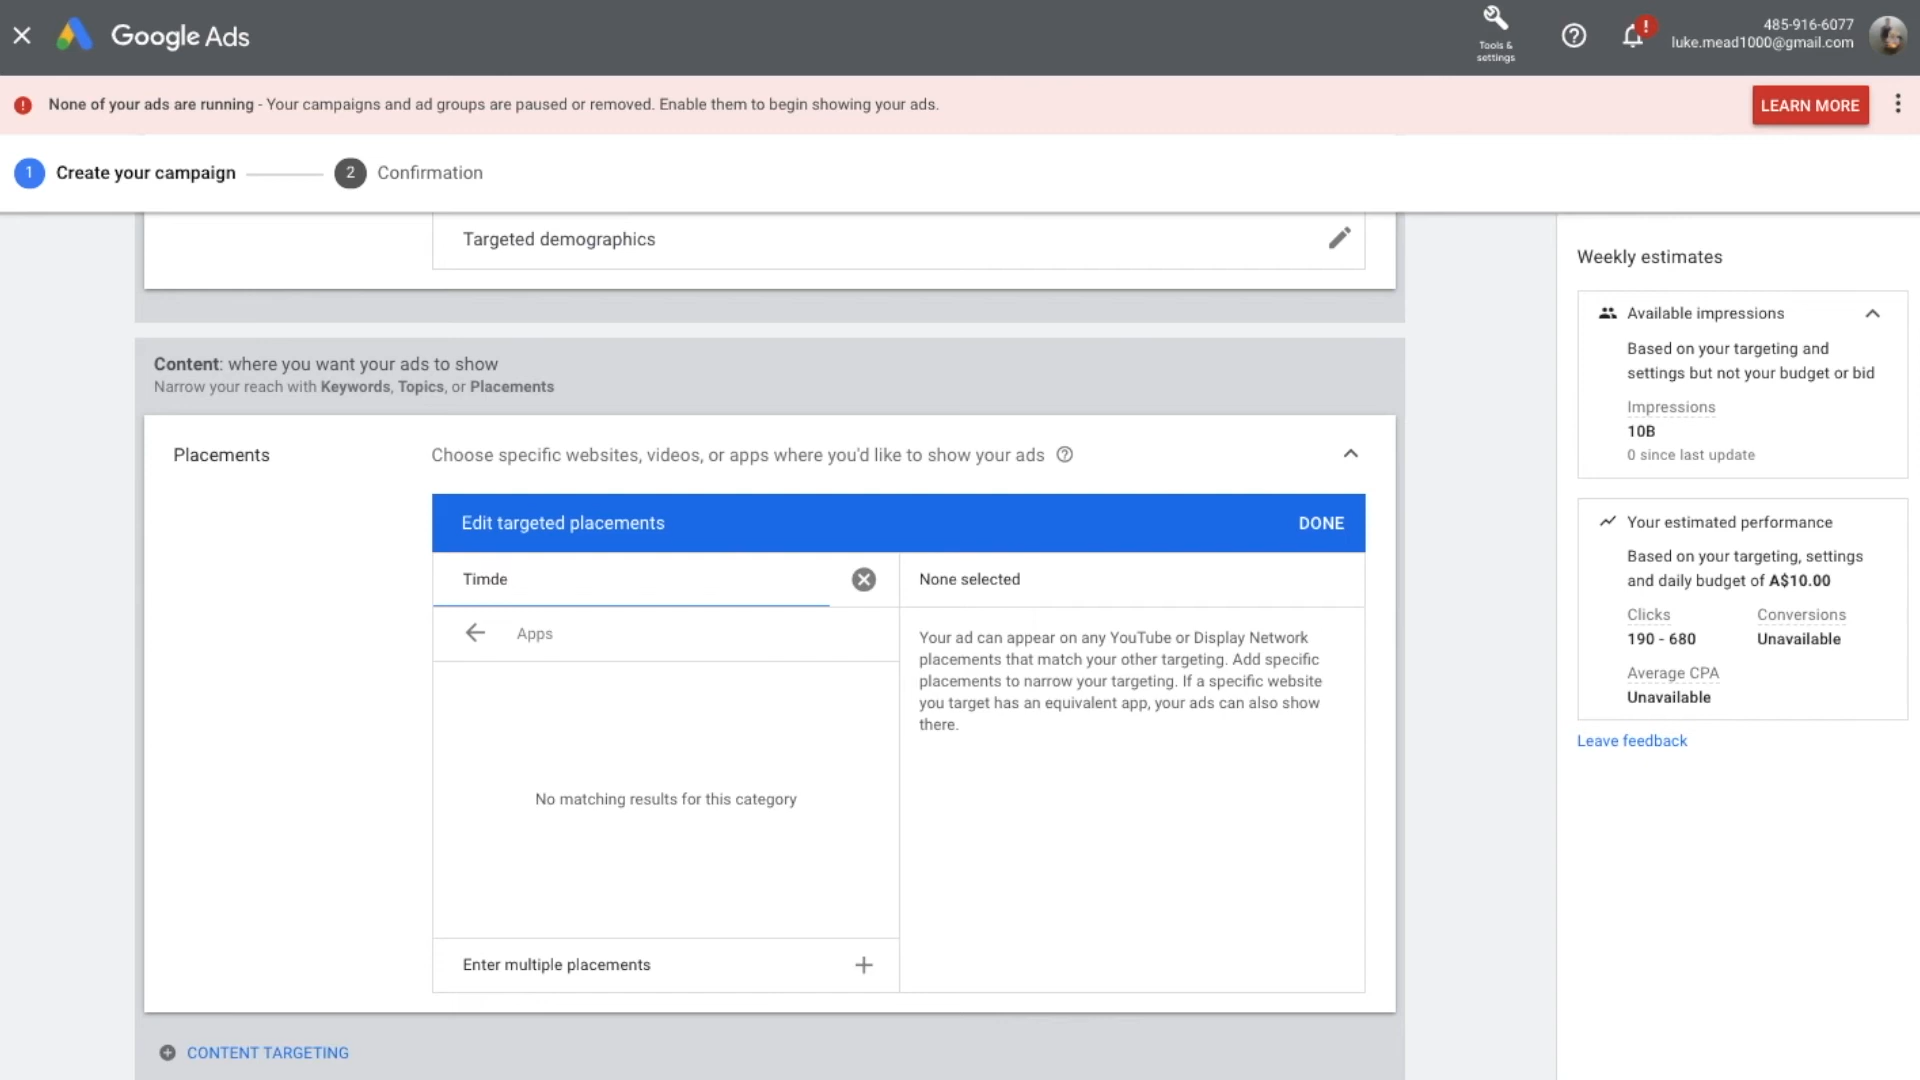 Google Ads
Tools &
settings
!
485-916-6077
luke.mead1000@gmail.com
None of your ads are running - Your campaigns and ad groups are paused or removed. Enable them to begin showing your ads.
LEARN MORE
1 Create your campaign
2 Confirmation
Targeted demographics
Content: where you want your ads to show
Narrow your reach with Keywords, Topics, or Placements
Placements
Choose specific websites, videos, or apps where you'd like to show your ads
Edit targeted placements
DONE
Timde
None selected
Apps
Your ad can appear on any YouTube or Display Network
placements that match your other targeting. Add specific
placements to narrow your targeting. If a specific website
you target has an equivalent app, your ads can also show
there.
No matching results for this category
Enter multiple placements
CONTENT TARGETING
Weekly estimates
Available impressions
Based on your targeting and
settings but not your budget or bid
Impressions
10B
0 since last update
Your estimated performance
Based on your targeting, settings
and daily budget of A$10.00
Clicks
Conversions
190 - 680
Unavailable
Average CPA
Unavailable
Leave feedback